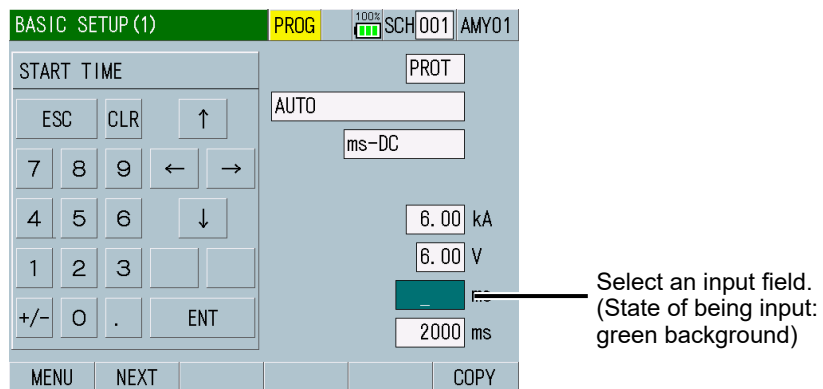 BASIC SETUP(1) PROG 100% SCH 001 AMY01
START TIME PROT
ESC CLR ↑ AUTO
ms-DC
7 8 9 ← →
4 5 6 ↓ 6.00 kA
6.00 V
1 2 3 _ ms
+/- 0 . ENT 2000 ms
MENU NEXT COPY
Select an input field.
(State of being input:
green background)